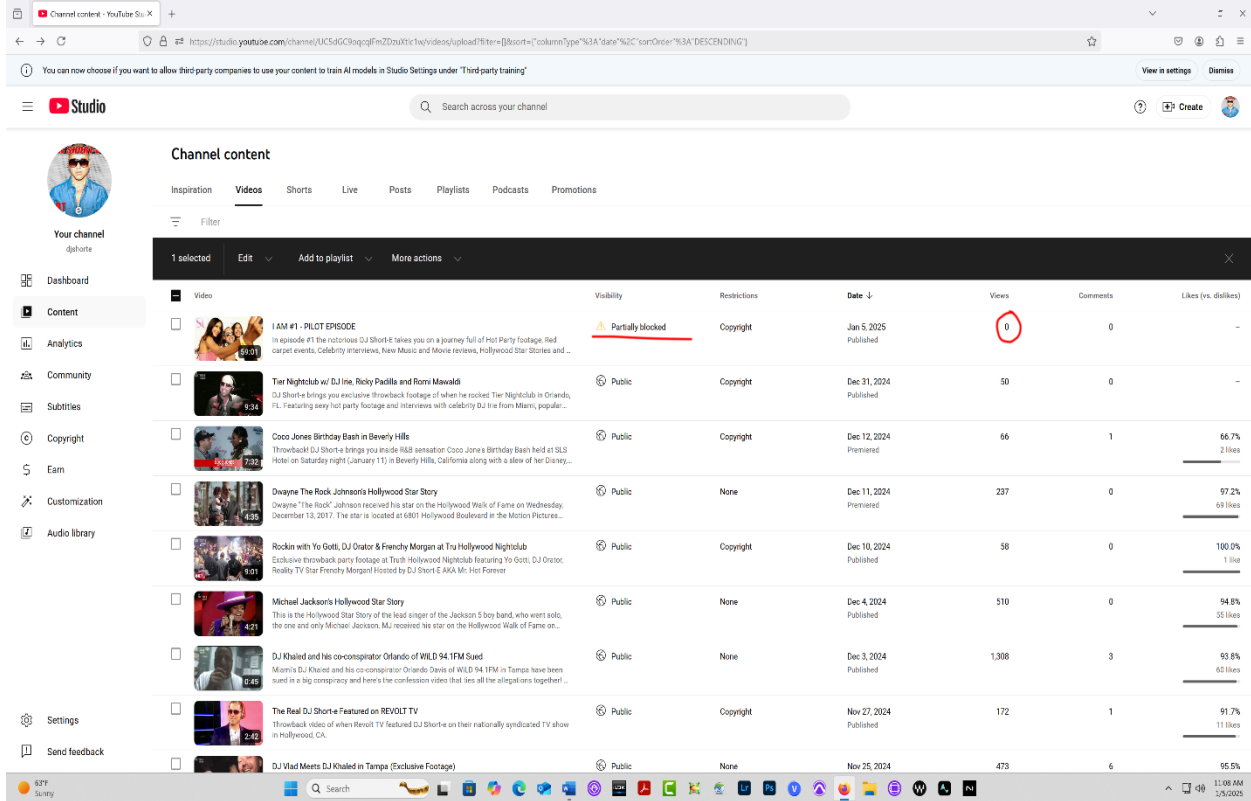 Channel content - YouTube Stu
https://studio.youtube.com/channel/UC5dGC9oqcqIFmZDzuXtic1w/videos/upload?filter=[]&sort={"columnType"%3A"date"%2C"sortOrder"%3A"DESCENDING"}
You can now choose if you want to allow third-party companies to use your content to train AI models in Studio Settings under "Third-party training"
View in settings
Dismiss
Studio
Search across your channel
Create
Channel content
Inspiration Videos Shorts Live Posts Playlists Podcasts Promotions
Filter
Your channel
djshorte
Dashboard
Content
Analytics
Community
Subtitles
Copyright
Earn
Customization
Audio library
Settings
Send feedback
1 selected Edit Add to playlist More actions
Video Visibility Restrictions Date ↓ Views Comments Likes (vs. dislikes)
59:01
I AM #1 - PILOT EPISODE
In episode #1 the notorious DJ Short-E takes you on a journey full of Hot Party footage, Red
carpet events, Celebrity interviews, New Music and Movie reviews, Hollywood Star Stories and ...
Partially blocked Copyright Jan 5, 2025 0 0 –
Published
9:34
Tier Nightclub w/ DJ Irie, Ricky Padilla and Romi Mawaldi
DJ Short-e brings you exclusive throwback footage of when he rocked Tier Nightclub in Orlando,
FL. Featuring sexy hot party footage and interviews with celebrity DJ Irie from Miami, popular...
Public Copyright Dec 31, 2024 50 0 –
Published
7:32
Coco Jones Birthday Bash in Beverly Hills
Throwback! DJ Short-e brings you inside R&B sensation Coco Jone's Birthday Bash held at SLS
Hotel on Saturday night (January 11) in Beverly Hills, California along with a slew of her Disney,...
Public Copyright Dec 12, 2024 66 1 66.7%
Premiered 2 likes
4:35
Dwayne The Rock Johnson's Hollywood Star Story
Dwayne "The Rock" Johnson received his star on the Hollywood Walk of Fame on Wednesday,
December 13, 2017. The star is located at 6801 Hollywood Boulevard in the Motion Pictures...
Public None Dec 11, 2024 237 0 97.2%
Premiered 69 likes
9:01
Rockin with Yo Gotti, DJ Orator & Frenchy Morgan at Tru Hollywood Nightclub
Exclusive throwback party footage at Truth Hollywood Nightclub featuring Yo Gotti, DJ Orator,
Reality TV Star Frenchy Morgan! Hosted by DJ Short-E AKA Mr. Hot Forever
Public Copyright Dec 10, 2024 58 0 100.0%
Published 1 like
4:21
Michael Jackson's Hollywood Star Story
This is the Hollywood Star Story of the lead singer of the Jackson 5 boy band, who went solo,
the one and only Michael Jackson. MJ received his star on the Hollywood Walk of Fame on...
Public None Dec 4, 2024 510 0 94.8%
Published 55 likes
0:45
DJ Khaled and his co-conspirator Orlando of WiLD 94.1FM Sued
Miami's DJ Khaled and his co-conspirator Orlando Davis of WiLD 94.1FM in Tampa have been
sued in a big conspiracy and here's the confession video that ties all the allegations together! ...
Public None Dec 3, 2024 1,308 3 93.8%
Published 60 likes
2:42
The Real DJ Short-e Featured on REVOLT TV
Throwback video of when Revolt TV featured DJ Short-e on their nationally syndicated TV show
in Hollywood, CA.
Public Copyright Nov 27, 2024 172 1 91.7%
Published 11 likes
DJ Vlad Meets DJ Khaled in Tampa (Exclusive Footage)
Public None Nov 25, 2024 473 6 95.5%
63°F
Sunny
Search
11:08 AM
1/5/2025